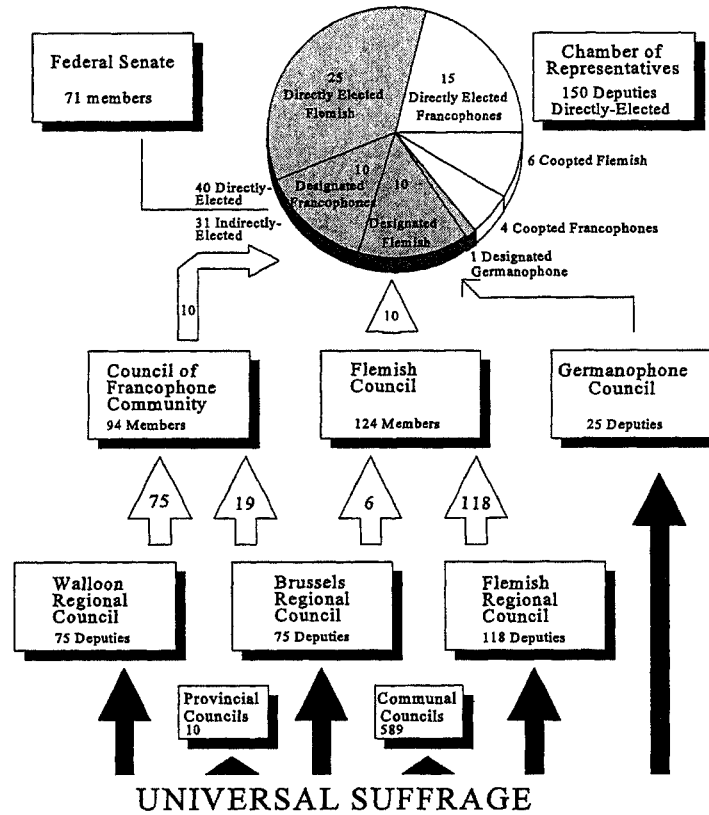 Federal Senate
71 members
25
Directly Elected
Flemish
15
Directly Elected
Francophones
Chamber of
Representatives
150 Deputies
Directly-Elected
10
Designated
Francophones
10
Designated
Flemish
6 Coopted Flemish
4 Coopted Francophones
1 Designated
Germanophone
40 Directly-
Elected
31 Indirectly-
Elected
10
10
Council of
Francophone
Community
94 Members
Flemish
Council
124 Members
Germanophone
Council
25 Deputies
75
19
6
118
Walloon
Regional
Council
75 Deputies
Brussels
Regional
Council
75 Deputies
Flemish
Regional
Council
118 Deputies
Provincial
Councils
10
Communal
Councils
589
UNIVERSAL SUFFRAGE